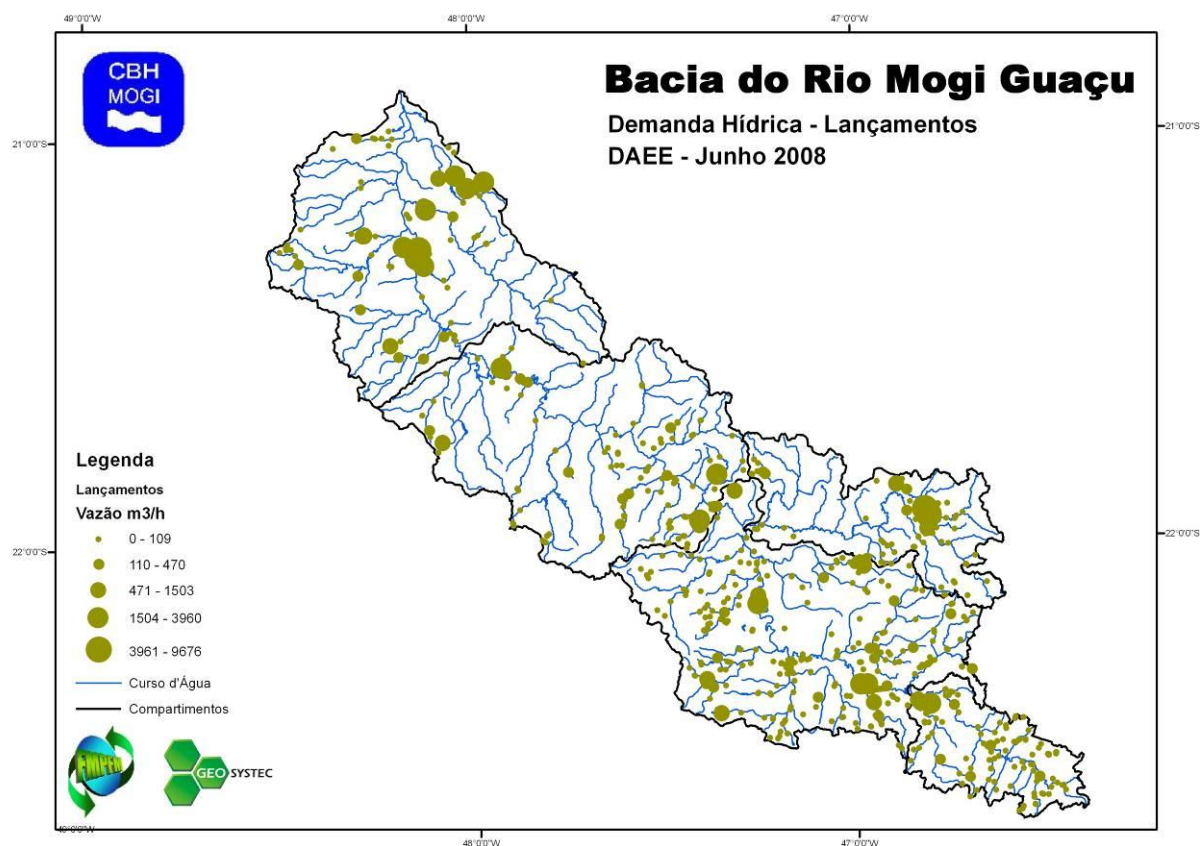 49°0'0"W 48°0'0"W 47°0'0"W
CBH
MOGI
Bacia do Rio Mogi Guaçu
Demanda Hídrica - Lançamentos
DAEE - Junho 2008
21°0'0"S 21°0'0"S
Legenda
Lançamentos
Vazão m3/h
0 - 109
110 - 470
471 - 1503
1504 - 3960
3961 - 9676
Curso d'Água
Compartimentos
22°0'0"S 22°0'0"S
FMPFM
GEO SYSTEC
48°0'0"W 47°0'0"W